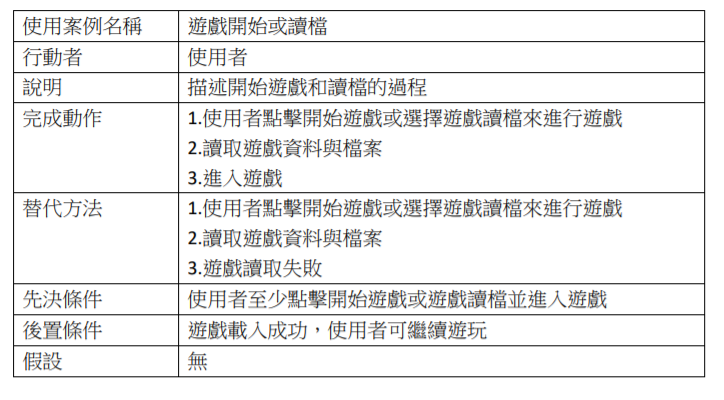 使用案例名稱 遊戲開始或讀檔
行動者 使用者
說明 描述開始遊戲和讀檔的過程
完成動作 1.使用者點擊開始遊戲或選擇遊戲讀檔來進行遊戲
2.讀取遊戲資料與檔案
3.進入遊戲
替代方法 1.使用者點擊開始遊戲或選擇遊戲讀檔來進行遊戲
2.讀取遊戲資料與檔案
3.遊戲讀取失敗
先決條件 使用者至少點擊開始遊戲或遊戲讀檔並進入遊戲
後置條件 遊戲載入成功，使用者可繼續遊玩
假設 無